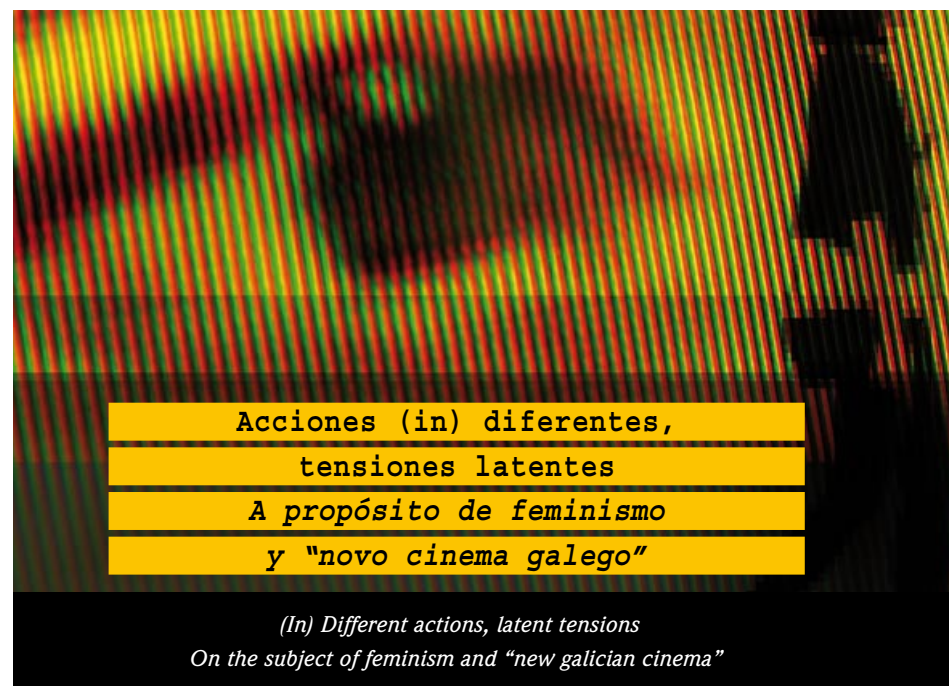 Acciones (in) diferentes,
tensiones latentes
A propósito de feminismo
y “novo cinema galego”
(In) Different actions, latent tensions
On the subject of feminism and “new galician cinema”